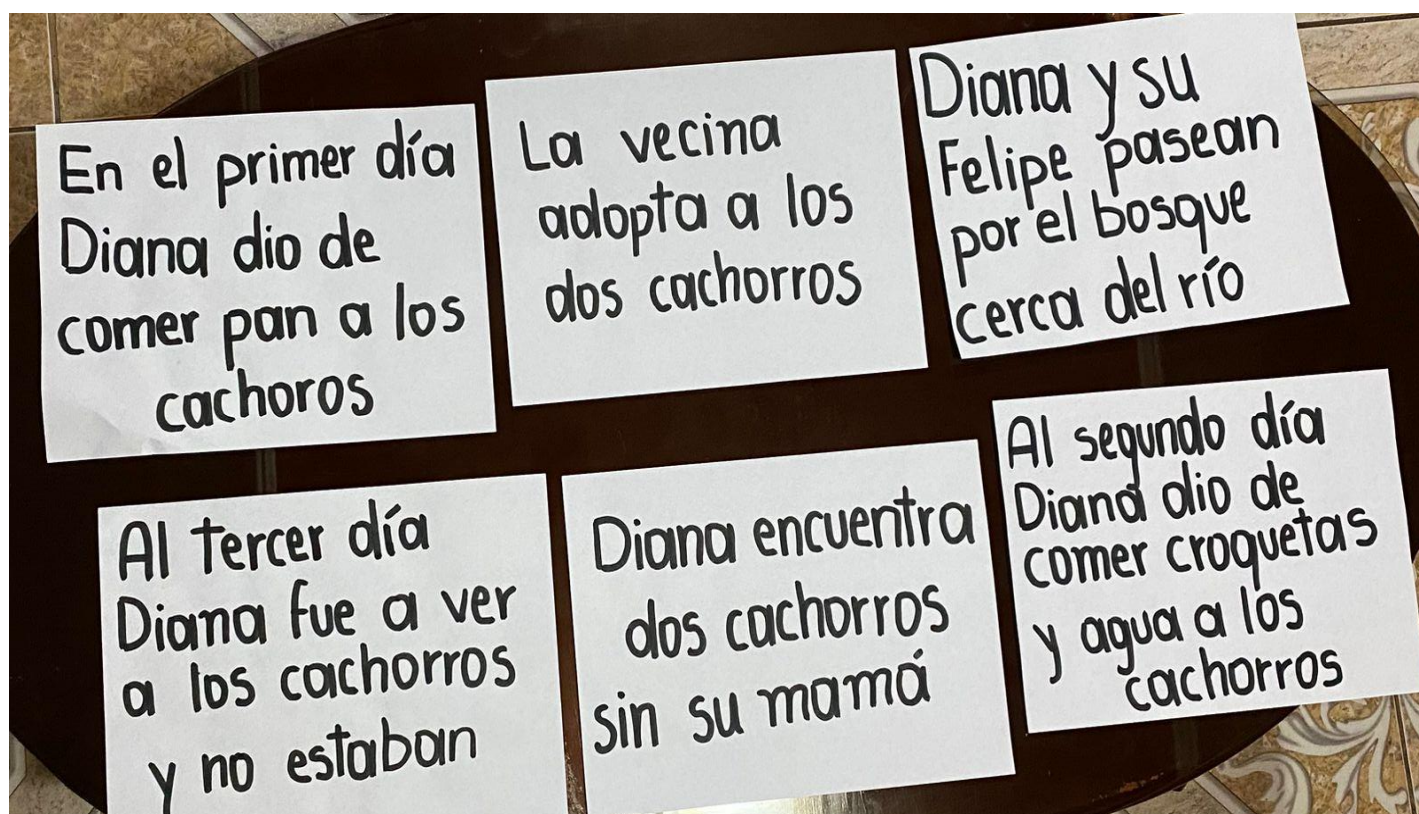 En el primer día
Diana dio de
comer pan a los
cachoros
La vecina
adopta a los
dos cachorros
Diana y su
Felipe pasean
por el bosque
cerca del río
Al tercer día
Diana fue a ver
a los cachorros
y no estaban
Diana encuentra
dos cachorros
sin su mamá
Al segundo día
Diana dio de
comer croquetas
y agua a los
cachorros